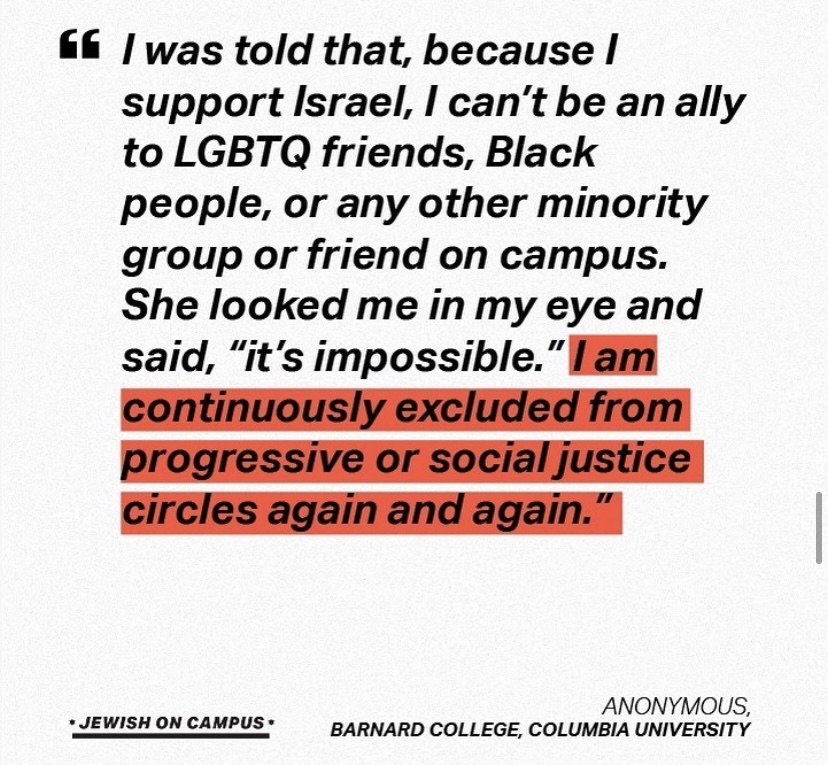 “ I was told that, because I
support Israel, I can’t be an ally
to LGBTQ friends, Black
people, or any other minority
group or friend on campus.
She looked me in my eye and
said, “it’s impossible.” I am
continuously excluded from
progressive or social justice
circles again and again.”
ANONYMOUS,
• JEWISH ON CAMPUS •
BARNARD COLLEGE, COLUMBIA UNIVERSITY